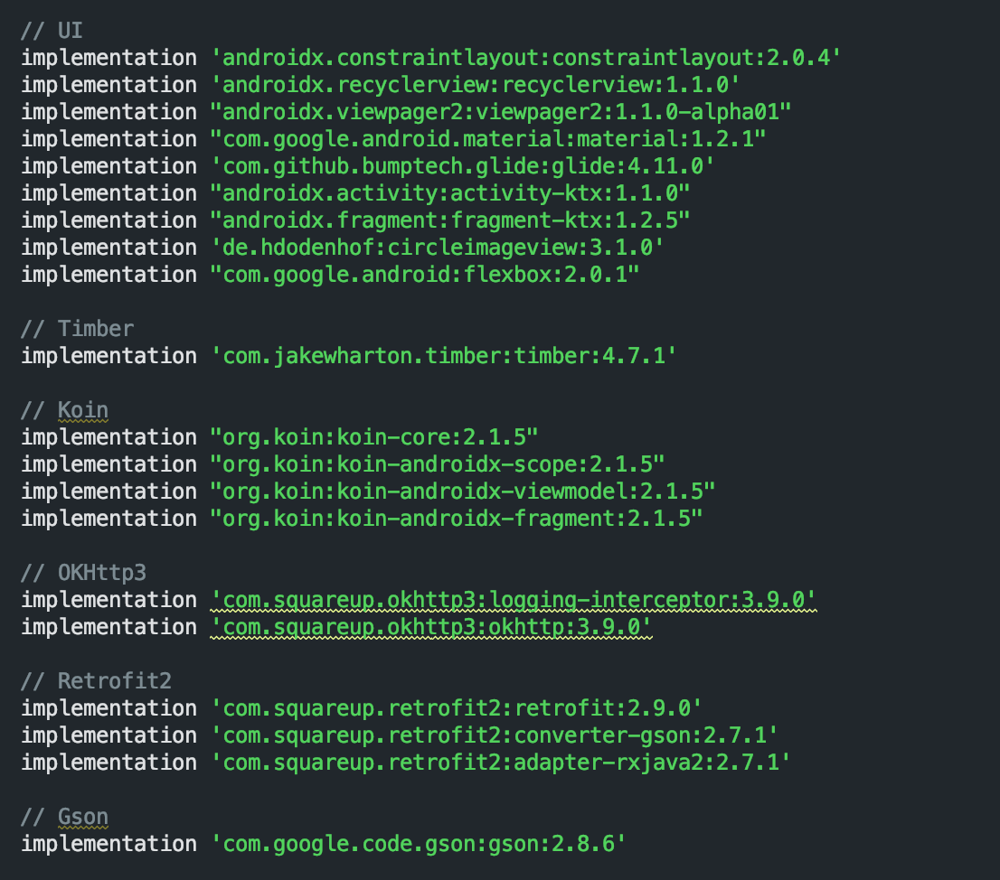 // UI
implementation 'androidx.constraintlayout:constraintlayout:2.0.4'
implementation 'androidx.recyclerview:recyclerview:1.1.0'
implementation "androidx.viewpager2:viewpager2:1.1.0-alpha01"
implementation "com.google.android.material:material:1.2.1"
implementation 'com.github.bumptech.glide:glide:4.11.0'
implementation "androidx.activity:activity-ktx:1.1.0"
implementation "androidx.fragment:fragment-ktx:1.2.5"
implementation 'de.hdodenhof:circleimageview:3.1.0'
implementation "com.google.android:flexbox:2.0.1"
// Timber
implementation 'com.jakewharton.timber:timber:4.7.1'
// Koin
implementation "org.koin:koin-core:2.1.5"
implementation "org.koin:koin-androidx-scope:2.1.5"
implementation "org.koin:koin-androidx-viewmodel:2.1.5"
implementation "org.koin:koin-androidx-fragment:2.1.5"
// OKHttp3
implementation 'com.squareup.okhttp3:logging-interceptor:3.9.0'
implementation 'com.squareup.okhttp3:okhttp:3.9.0'
// Retrofit2
implementation 'com.squareup.retrofit2:retrofit:2.9.0'
implementation 'com.squareup.retrofit2:converter-gson:2.7.1'
implementation 'com.squareup.retrofit2:adapter-rxjava2:2.7.1'
// Gson
implementation 'com.google.code.gson:gson:2.8.6'